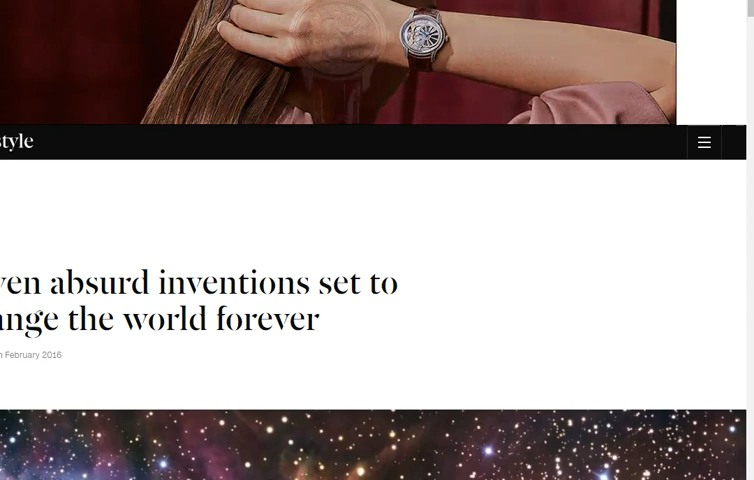 style
ven absurd inventions set to
ange the world forever
h February 2016